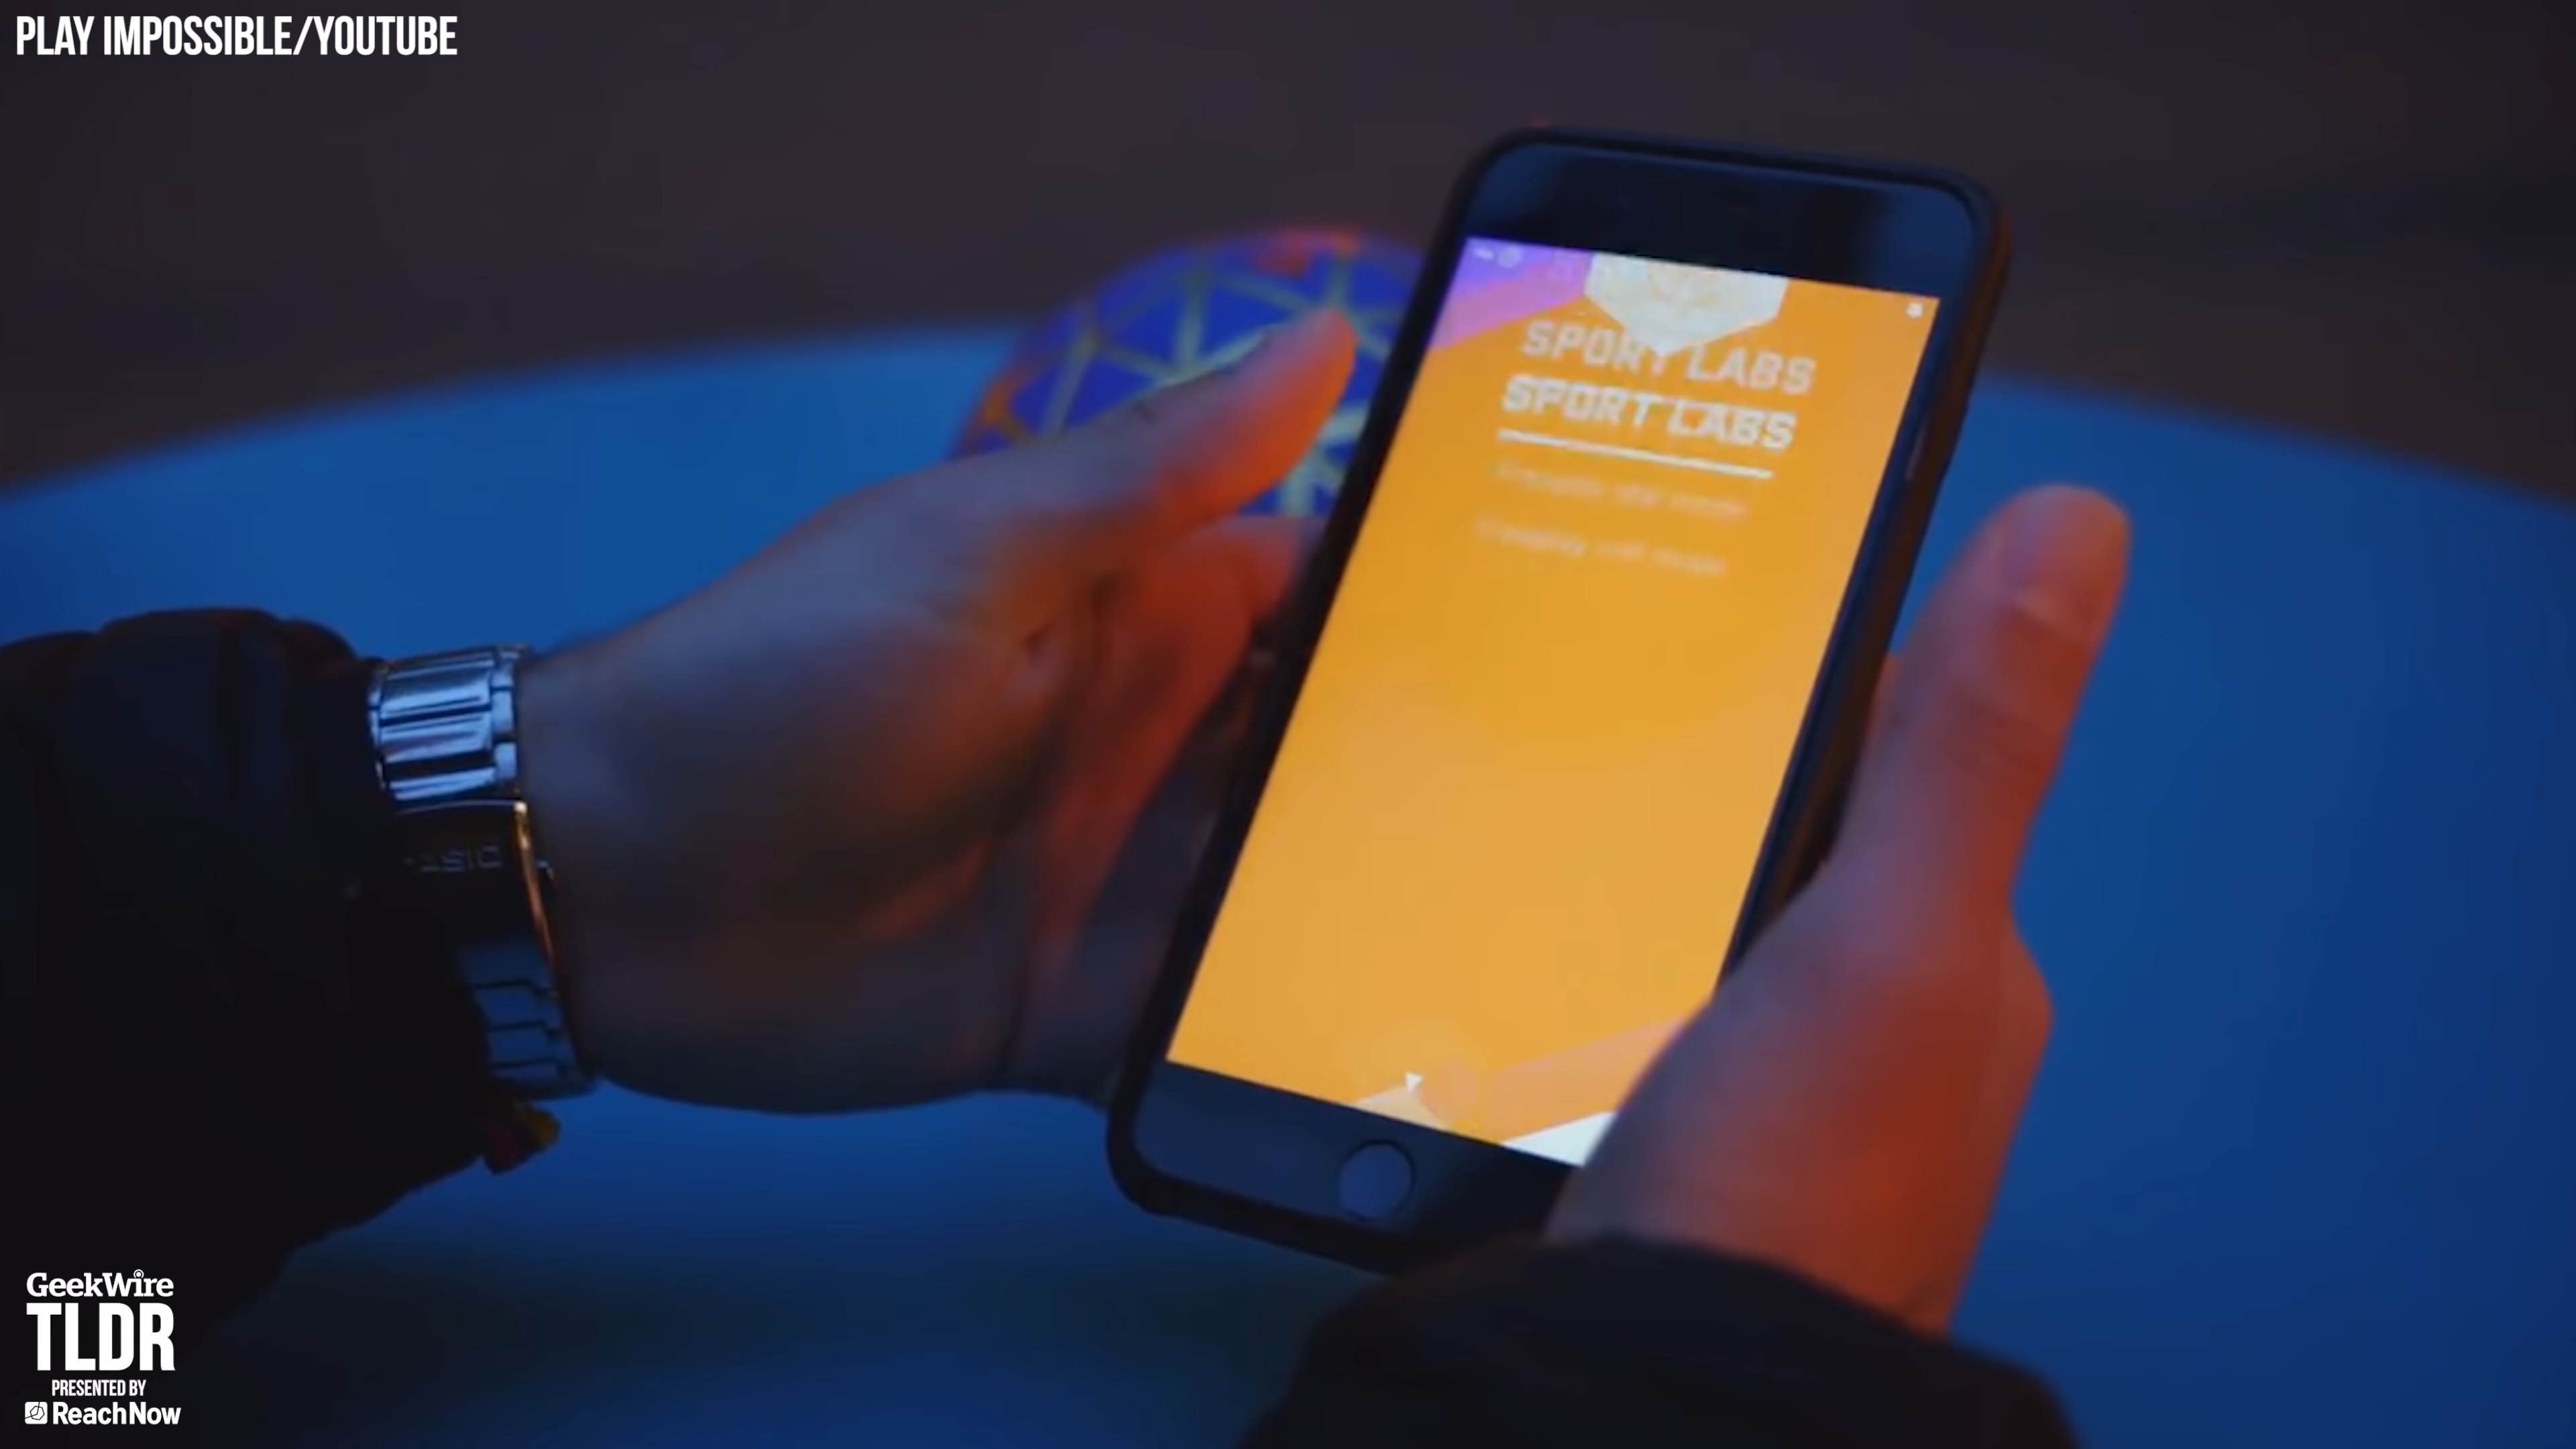 PLAY IMPOSSIBLE/YOUTUBE
SPORT LABS
SPORT LABS
GeekWire
TLDR
PRESENTED BY
ReachNow